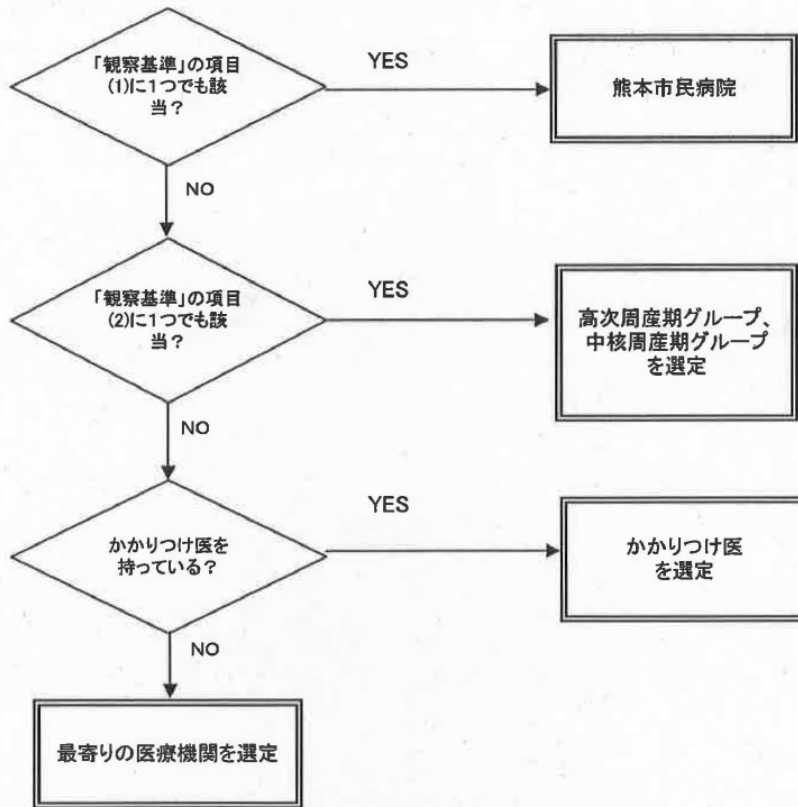 「観察基準」の項目
(1)に1つでも該
当?
YES
熊本市民病院
NO
「観察基準」の項目
(2)に1つでも該
当?
YES
高次周産期グループ、
中核周産期グループ
を選定
NO
かかりつけ医を
持っている?
YES
かかりつけ医
を選定
NO
最寄りの医療機関を選定